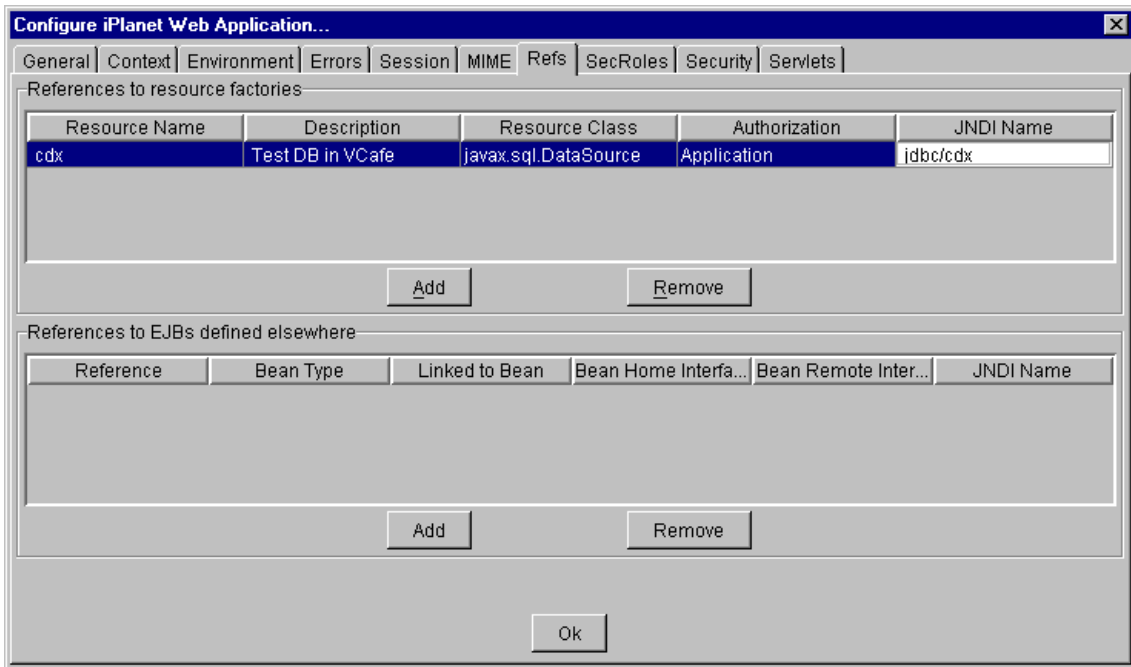 Configure iPlanet Web Application...
General Context Environment Errors Session MIME Refs SecRoles Security Servlets
References to resource factories
Resource Name Description Resource Class Authorization JNDI Name
cdx Test DB in VCafe javax.sql.DataSource Application jdbc/cdx
Add Remove
References to EJBs defined elsewhere
Reference Bean Type Linked to Bean Bean Home Interfa... Bean Remote Inter... JNDI Name
Add Remove
Ok